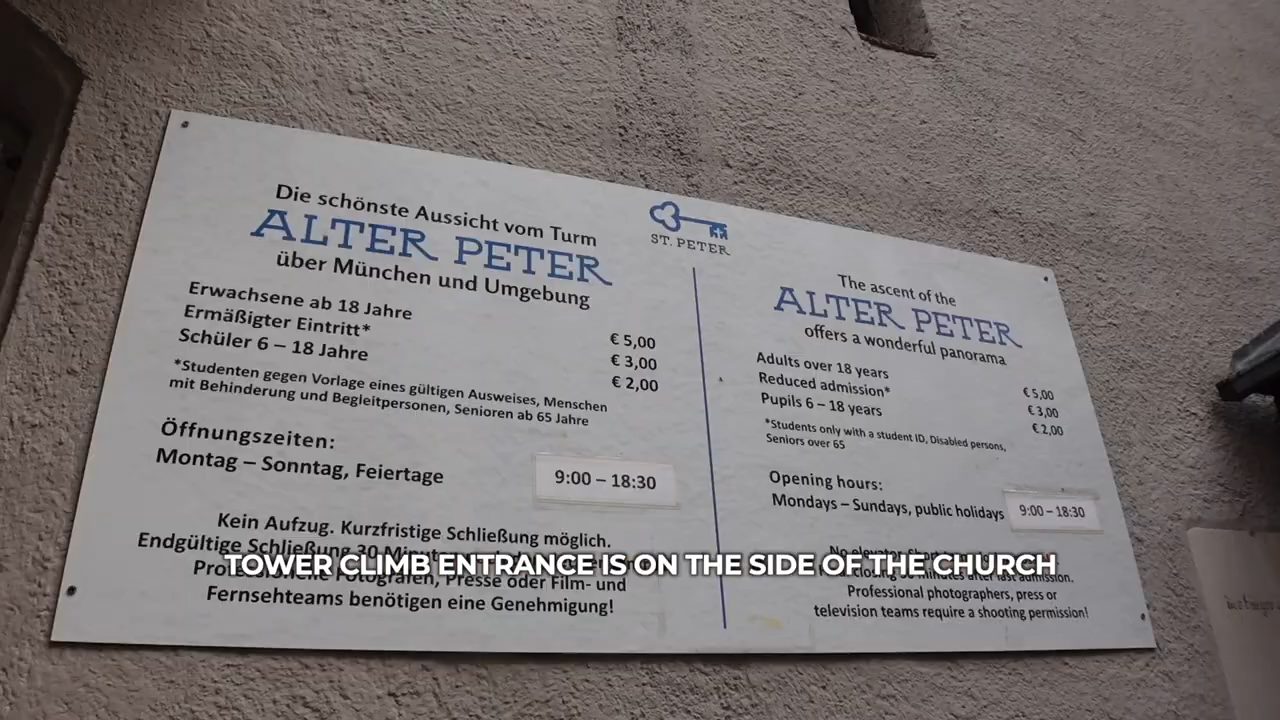 Die schönste Aussicht vom Turm
ALTER PETER
über München und Umgebung
Erwachsene ab 18 Jahre € 5,00
Ermäßigter Eintritt* € 3,00
Schüler 6 – 18 Jahre € 2,00
*Studenten gegen Vorlage eines gültigen Ausweises, Menschen
mit Behinderung und Begleitpersonen, Senioren ab 65 Jahre
Öffnungszeiten:
Montag – Sonntag, Feiertage 9:00 – 18:30
Kein Aufzug. Kurzfristige Schließung möglich.
Endgültige Schließung 30 Minuten
Professionelle Fotografen, Presse oder Film- und
Fernsehteams benötigen eine Genehmigung!
ST. PETER
The ascent of the
ALTER PETER
offers a wonderful panorama
Adults over 18 years € 5,00
Reduced admission* € 3,00
Pupils 6 – 18 years € 2,00
*Students only with a student ID, Disabled persons,
Seniors over 65
Opening hours:
Mondays – Sundays, public holidays 9:00 – 18:30
No elevator.
closing 30 minutes after last admission.
Professional photographers, press or
television teams require a shooting permission!
TOWER CLIMB ENTRANCE IS ON THE SIDE OF THE CHURCH